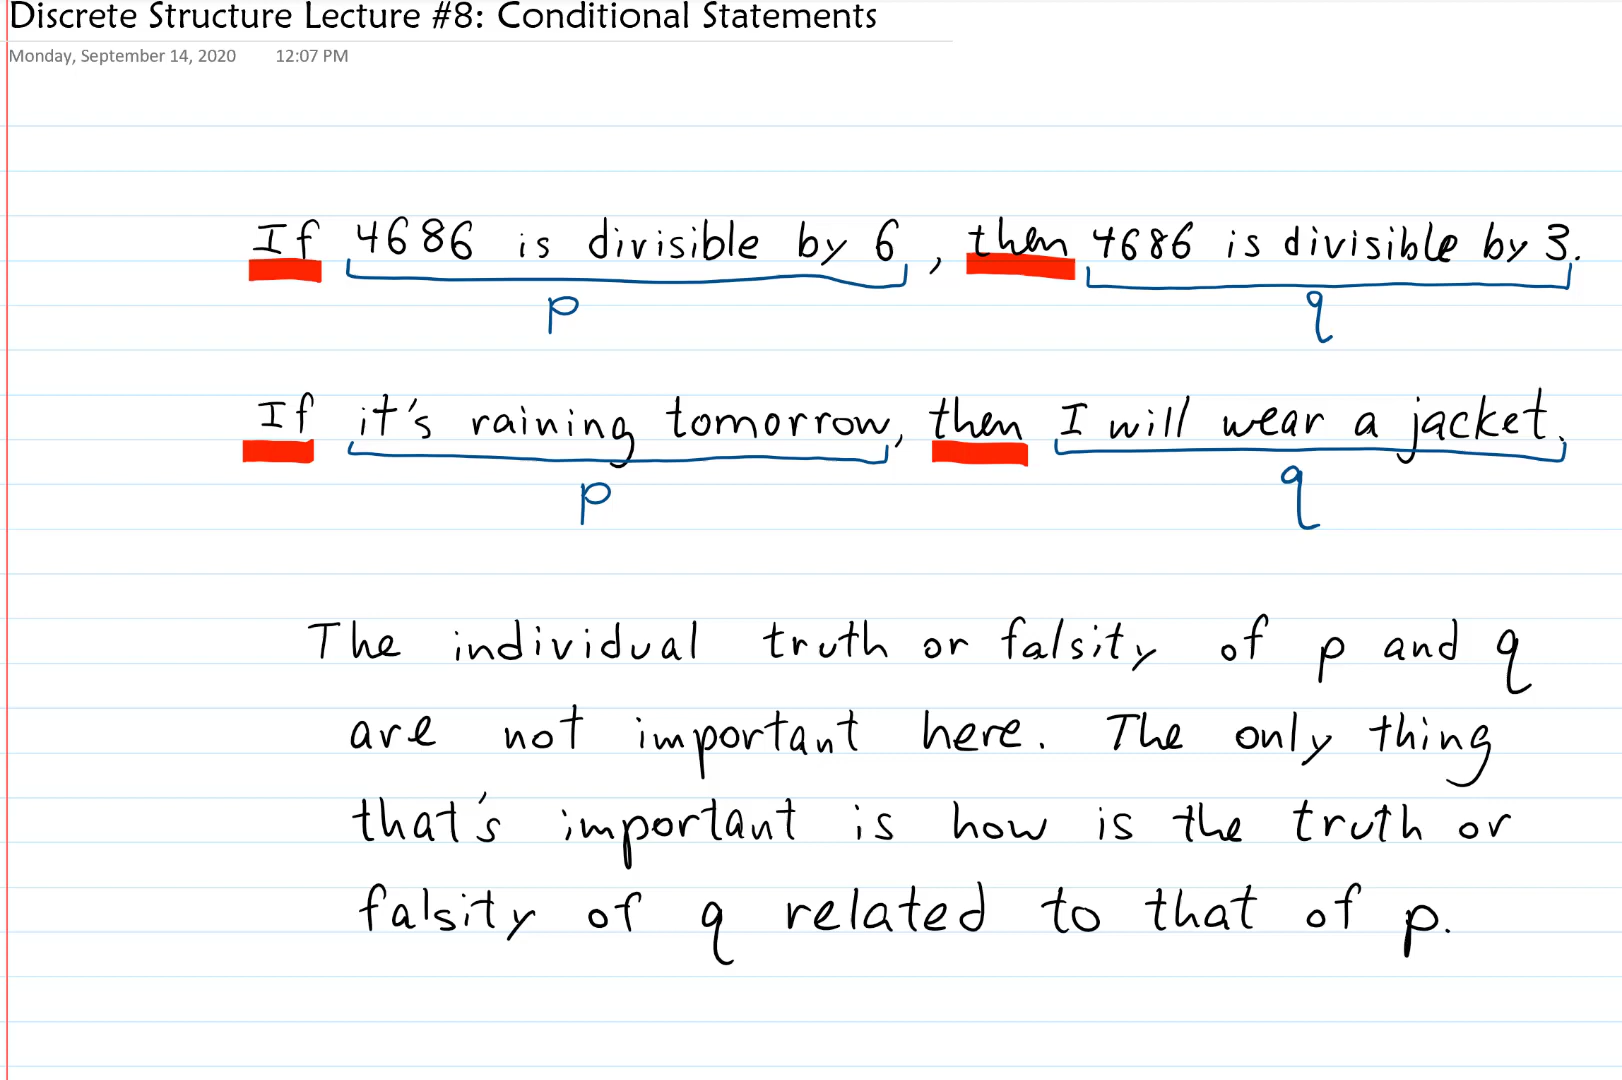 Discrete Structure Lecture #8: Conditional Statements
Monday, September 14, 2020 12:07 PM
If 4686 is divisible by 6, then 4686 is divisible by 3.
p q
If it's raining tomorrow, then I will wear a jacket.
p q
The individual truth or falsity of p and q
are not important here. The only thing
that's important is how is the truth or
falsity of q related to that of p.